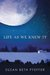 LIFE AS WE KNEW IT
SUSAN BETH PFEFFER